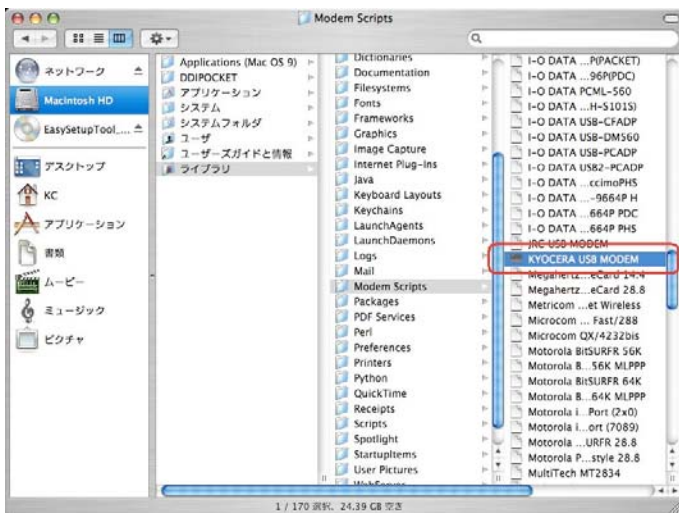 Modem Scripts
ネットワーク
Macintosh HD
EasySetupTool_...
デスクトップ
KC
アプリケーション
書類
ムービー
ミュージック
ピクチャ
Applications (Mac OS 9)
DDIPOCKET
アプリケーション
システム
システムフォルダ
ユーザ
ユーザーズガイドと情報
ライブラリ
Dictionaries
Documentation
Filesystems
Fonts
Frameworks
Graphics
Image Capture
Internet Plug-Ins
Java
Keyboard Layouts
Keychains
LaunchAgents
LaunchDaemons
Logs
Mail
Modem Scripts
Packages
PDF Services
Perl
Preferences
Printers
Python
QuickTime
Receipts
Scripts
Spotlight
StartupItems
User Pictures
WebServer
I-O DATA ...P(PACKET)
I-O DATA ...96P(PDC)
I-O DATA PCML-560
I-O DATA ...H-S101S)
I-O DATA USB-CFADP
I-O DATA USB-DM560
I-O DATA USB-PCADP
I-O DATA USB2-PCADP
I-O DATA ...ccimoPHS
I-O DATA ...-9664P H
I-O DATA ...664P PDC
I-O DATA ...664P PHS
JRC USB MODEM
KYOCERA USB MODEM
Megahertz...eCard 14.4
Megahertz...eCard 28.8
Metricom ...et Wireless
Microcom ... Fast/288
Microcom QX/4232bis
Motorola BitSURFR 56K
Motorola B...56K MLPPP
Motorola BitSURFR 64K
Motorola B...64K MLPPP
Motorola i...Port (2x0)
Motorola i...ort (7089)
Motorola ...URFR 28.8
Motorola P...style 28.8
MultiTech MT2834
1 / 170 選択、24.39 GB 空き